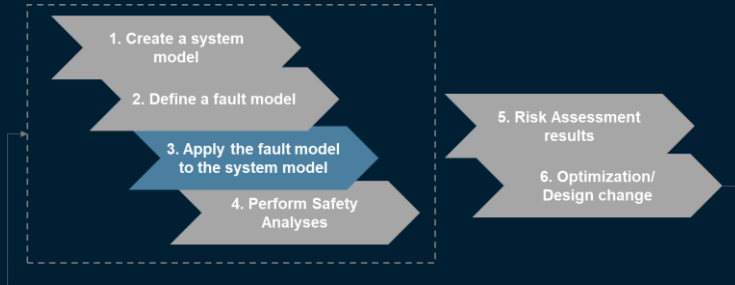 1. Create a system
model
2. Define a fault model
3. Apply the fault model
to the system model
4. Perform Safety
Analyses
5. Risk Assessment
results
6. Optimization/
Design change